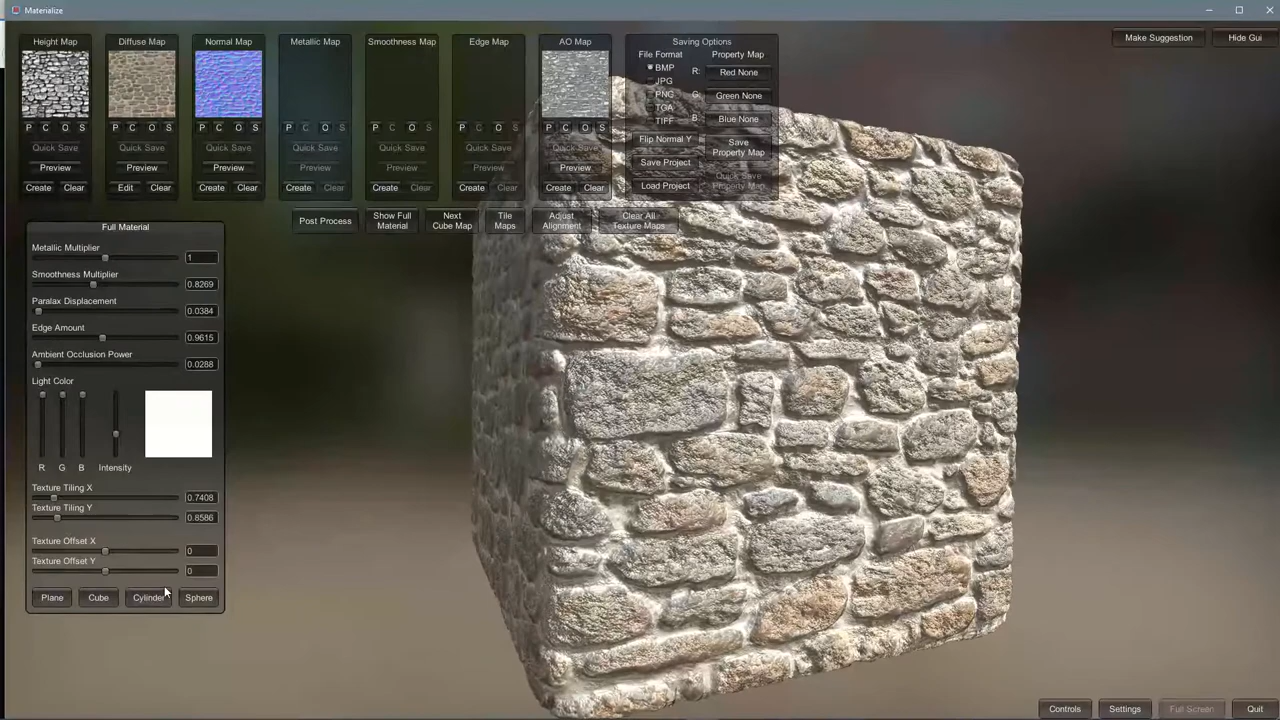 Materialize
Make Suggestion
Hide Gui
Height Map
P C O S
Quick Save
Preview
Create Clear
Diffuse Map
P C O S
Quick Save
Preview
Edit Clear
Normal Map
P C O S
Quick Save
Preview
Create Clear
Metallic Map
P C O S
Quick Save
Preview
Create Clear
Smoothness Map
P C O S
Quick Save
Preview
Create Clear
Edge Map
P C O S
Quick Save
Preview
Create Clear
AO Map
P C O S
Quick Save
Preview
Create Clear
Saving Options
File Format
BMP
JPG
PNG
TGA
TIFF
Flip Normal Y
Save Project
Load Project
Property Map
R: Red None
G: Green None
B: Blue None
Save
Property Map
Quick Save
Property Map
Post Process
Show Full
Material
Next
Cube Map
Tile
Maps
Adjust
Alignment
Clear All
Texture Maps
Full Material
Metallic Multiplier
1
Smoothness Multiplier
0.8269
Paralax Displacement
0.0384
Edge Amount
0.9615
Ambient Occlusion Power
0.0288
Light Color
R G B Intensity
Texture Tiling X
0.7408
Texture Tiling Y
0.8586
Texture Offset X
0
Texture Offset Y
0
Plane Cube Cylinder Sphere
Controls Settings Full Screen Quit